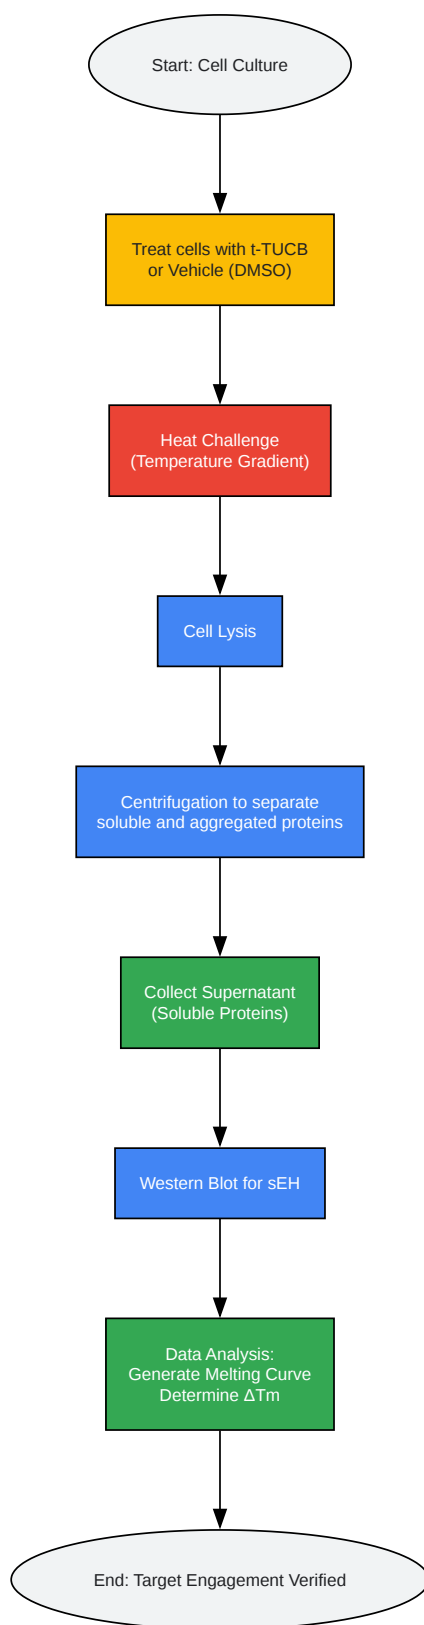 Start: Cell Culture
Treat cells with t-TUCB
or Vehicle (DMSO)
Heat Challenge
(Temperature Gradient)
Cell Lysis
Centrifugation to separate
soluble and aggregated proteins
Collect Supernatant
(Soluble Proteins)
Western Blot for sEH
Data Analysis:
Generate Melting Curve
Determine ΔTm
End: Target Engagement Verified